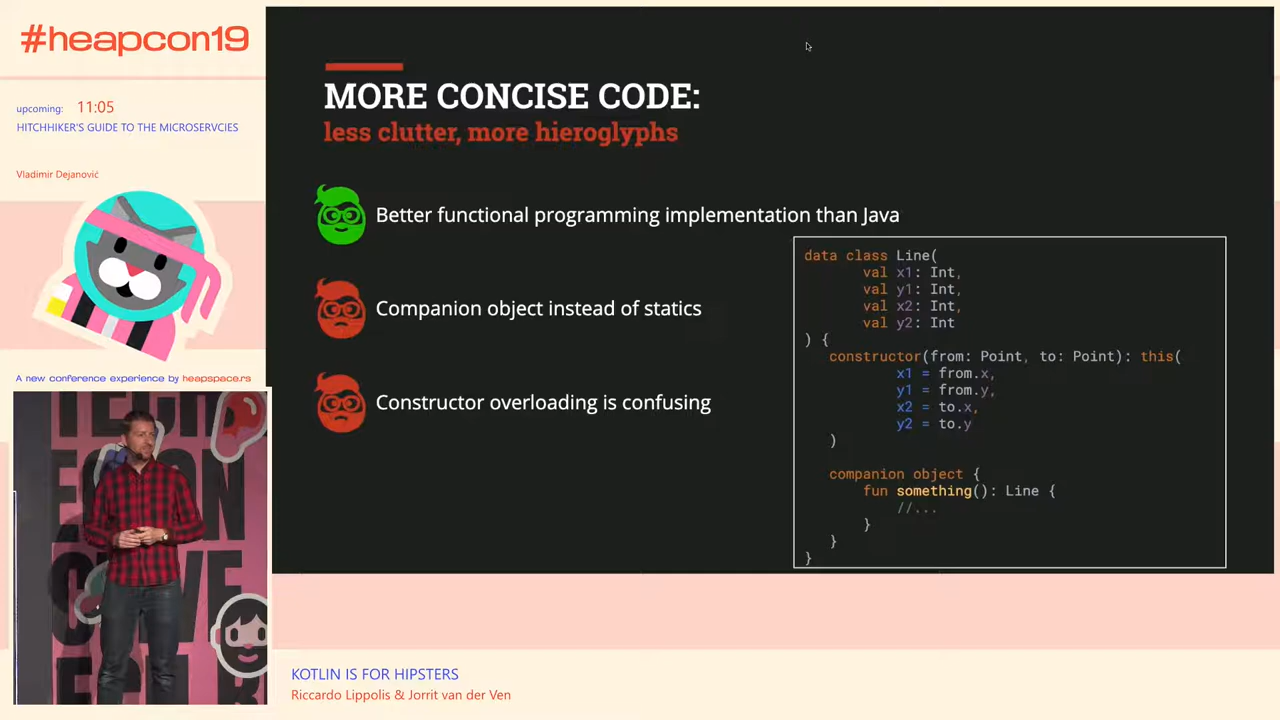 #heapcon19
upcoming: 11:05
HITCHHIKER'S GUIDE TO THE MICROSERVCIES
Vladimir Dejanović
A new conference experience by heapspace.rs
MORE CONCISE CODE:
less clutter, more hieroglyphs
Better functional programming implementation than Java
Companion object instead of statics
Constructor overloading is confusing
data class Line(
val x1: Int,
val y1: Int,
val x2: Int,
val y2: Int
) {
constructor(from: Point, to: Point): this(
x1 = from.x,
y1 = from.y,
x2 = to.x,
y2 = to.y
)
companion object {
fun something(): Line {
//...
}
}
}
KOTLIN IS FOR HIPSTERS
Riccardo Lippolis & Jorrit van der Ven